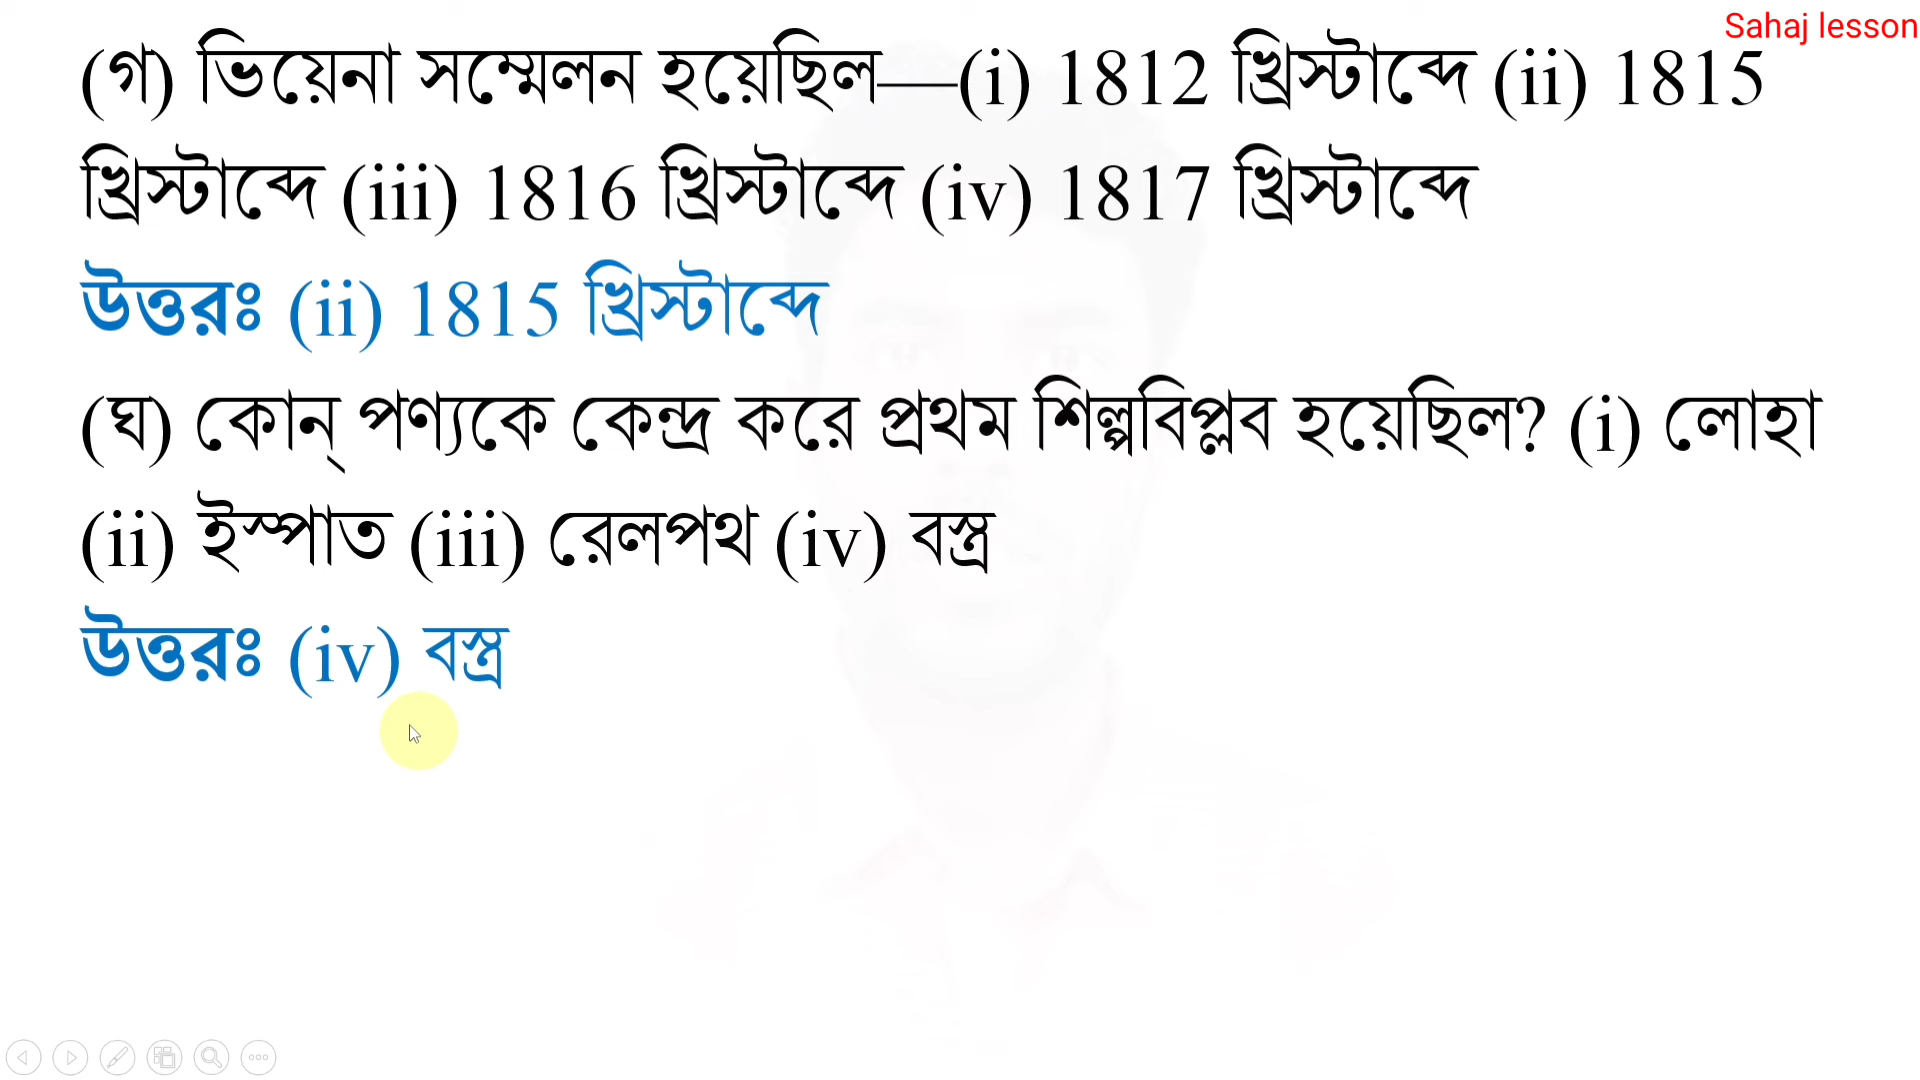 Sahaj lesson
(গ) ভিয়েনা সম্মেলন হয়েছিল—(i) 1812 খ্রিস্টাব্দে (ii) 1815
খ্রিস্টাব্দে (iii) 1816 খ্রিস্টাব্দে (iv) 1817 খ্রিস্টাব্দে
উত্তরঃ (ii) 1815 খ্রিস্টাব্দে
(ঘ) কোন্ পণ্যকে কেন্দ্র করে প্রথম শিল্পবিপ্লব হয়েছিল? (i) লোহা
(ii) ইস্পাত (iii) রেলপথ (iv) বস্ত্র
উত্তরঃ (iv) বস্ত্র